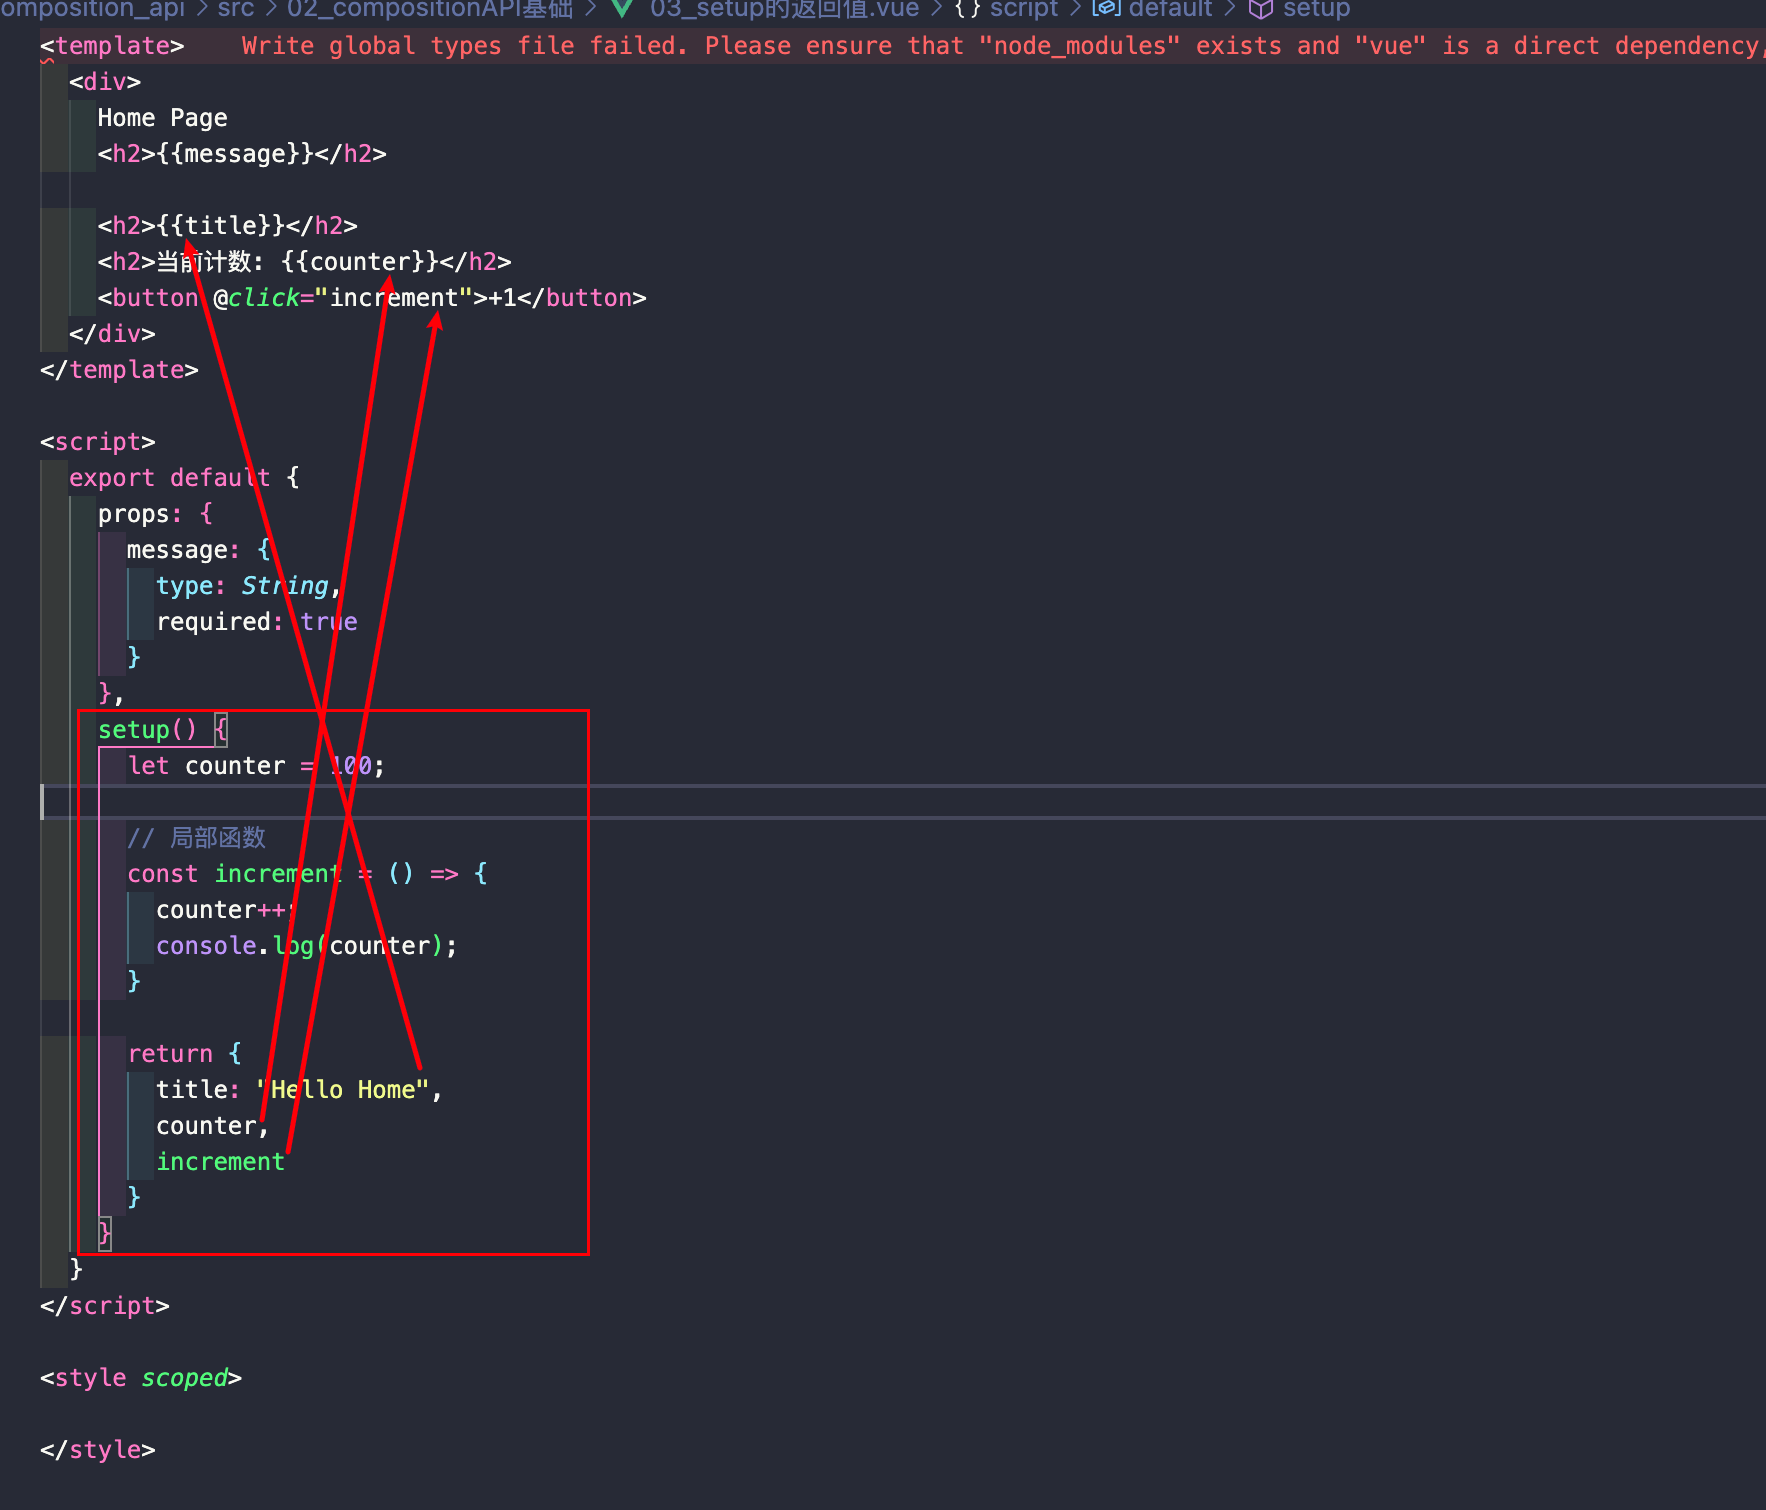 omposition_api > src > 02_compositionAPI基础 > 03_setup的返回值.vue > {} script > default > setup
<template> Write global types file failed. Please ensure that "node_modules" exists and "vue" is a direct dependency,
<div>
Home Page
<h2>{{message}}</h2>
<h2>{{title}}</h2>
<h2>当前计数: {{counter}}</h2>
<button @click="increment">+1</button>
</div>
</template>
<script>
export default {
props: {
message: {
type: String,
required: true
}
},
setup() {
let counter = 100;
// 局部函数
const increment = () => {
counter++;
console.log(counter);
}
return {
title: "Hello Home",
counter,
increment
}
}
}
</script>
<style scoped>
</style>